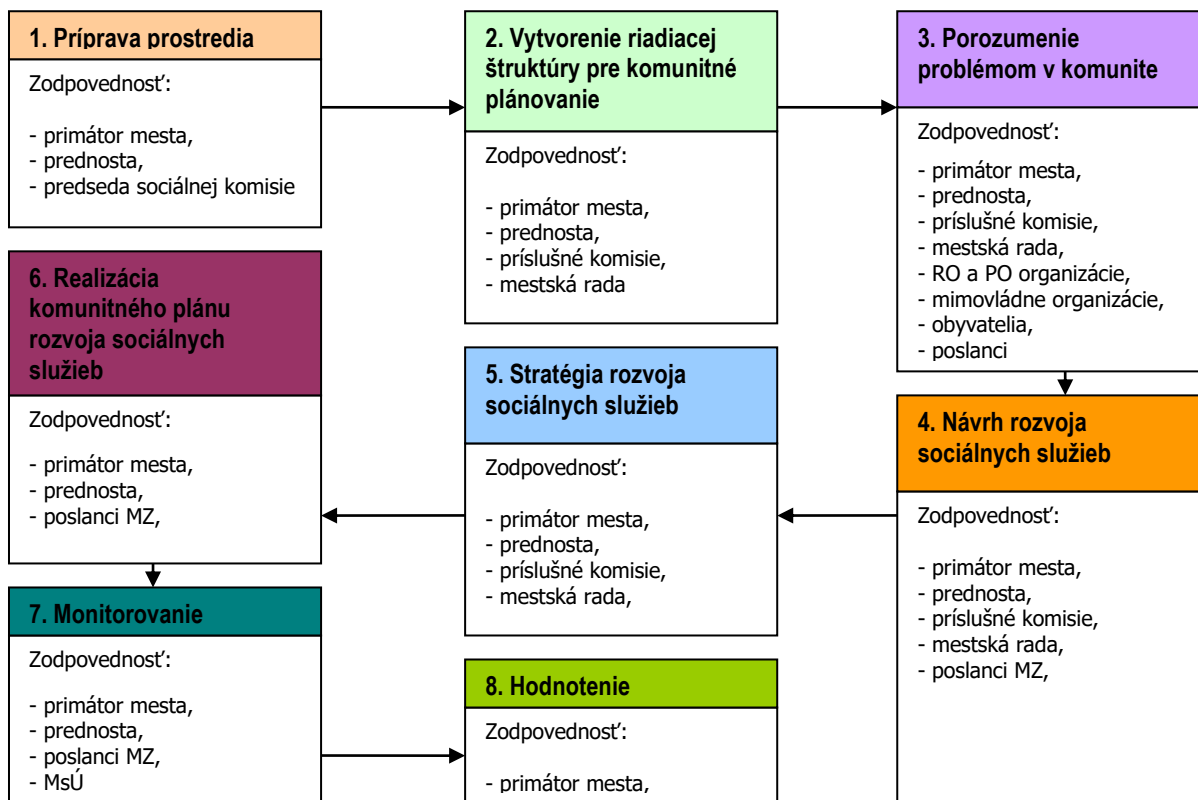 1. Príprava prostredia
Zodpovednosť:
- primátor mesta,
- prednosta,
- predseda sociálnej komisie
2. Vytvorenie riadiacej
štruktúry pre komunitné
plánovanie
Zodpovednosť:
- primátor mesta,
- prednosta,
- príslušné komisie,
- mestská rada
3. Porozumenie
problémom v komunite
Zodpovednosť:
- primátor mesta,
- prednosta,
- príslušné komisie,
- mestská rada,
- RO a PO organizácie,
- mimovládne organizácie,
- obyvatelia,
- poslanci
4. Návrh rozvoja
sociálnych služieb
Zodpovednosť:
- primátor mesta,
- prednosta,
- príslušné komisie,
- mestská rada,
- poslanci MZ,
5. Stratégia rozvoja
sociálnych služieb
Zodpovednosť:
- primátor mesta,
- prednosta,
- príslušné komisie,
- mestská rada,
6. Realizácia
komunitného plánu
rozvoja sociálnych
služieb
Zodpovednosť:
- primátor mesta,
- prednosta,
- poslanci MZ,
7. Monitorovanie
Zodpovednosť:
- primátor mesta,
- prednosta,
- poslanci MZ,
- MsÚ
8. Hodnotenie
Zodpovednosť:
- primátor mesta,